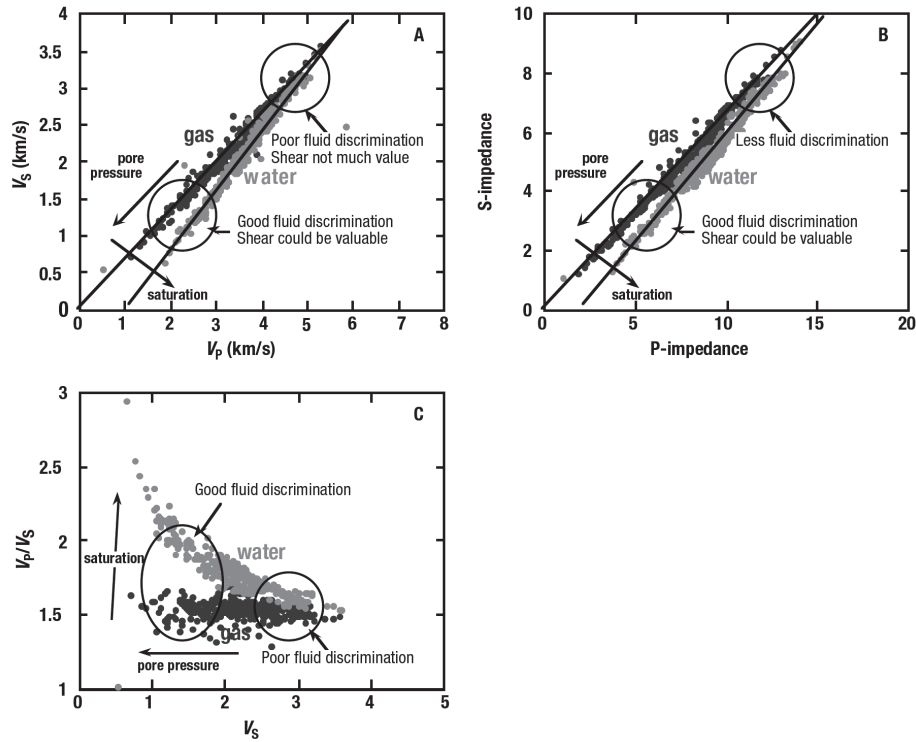 4
3.5
3
2.5
2
1.5
1
0.5
0
0 1 2 3 4 5 6 7 8
V_S (km/s)
V_P (km/s)
A
gas
water
pore
pressure
saturation
Poor fluid discrimination
Shear not much value
Good fluid discrimination
Shear could be valuable
10
8
6
4
2
0
0 5 10 15 20
S-impedance
P-impedance
B
gas
water
pore
pressure
saturation
Less fluid discrimination
Good fluid discrimination
Shear could be valuable
3
2.5
2
1.5
1
0 1 2 3 4 5
V_P/V_S
V_S
C
Good fluid discrimination
saturation
water
gas
pore pressure
Poor fluid discrimination